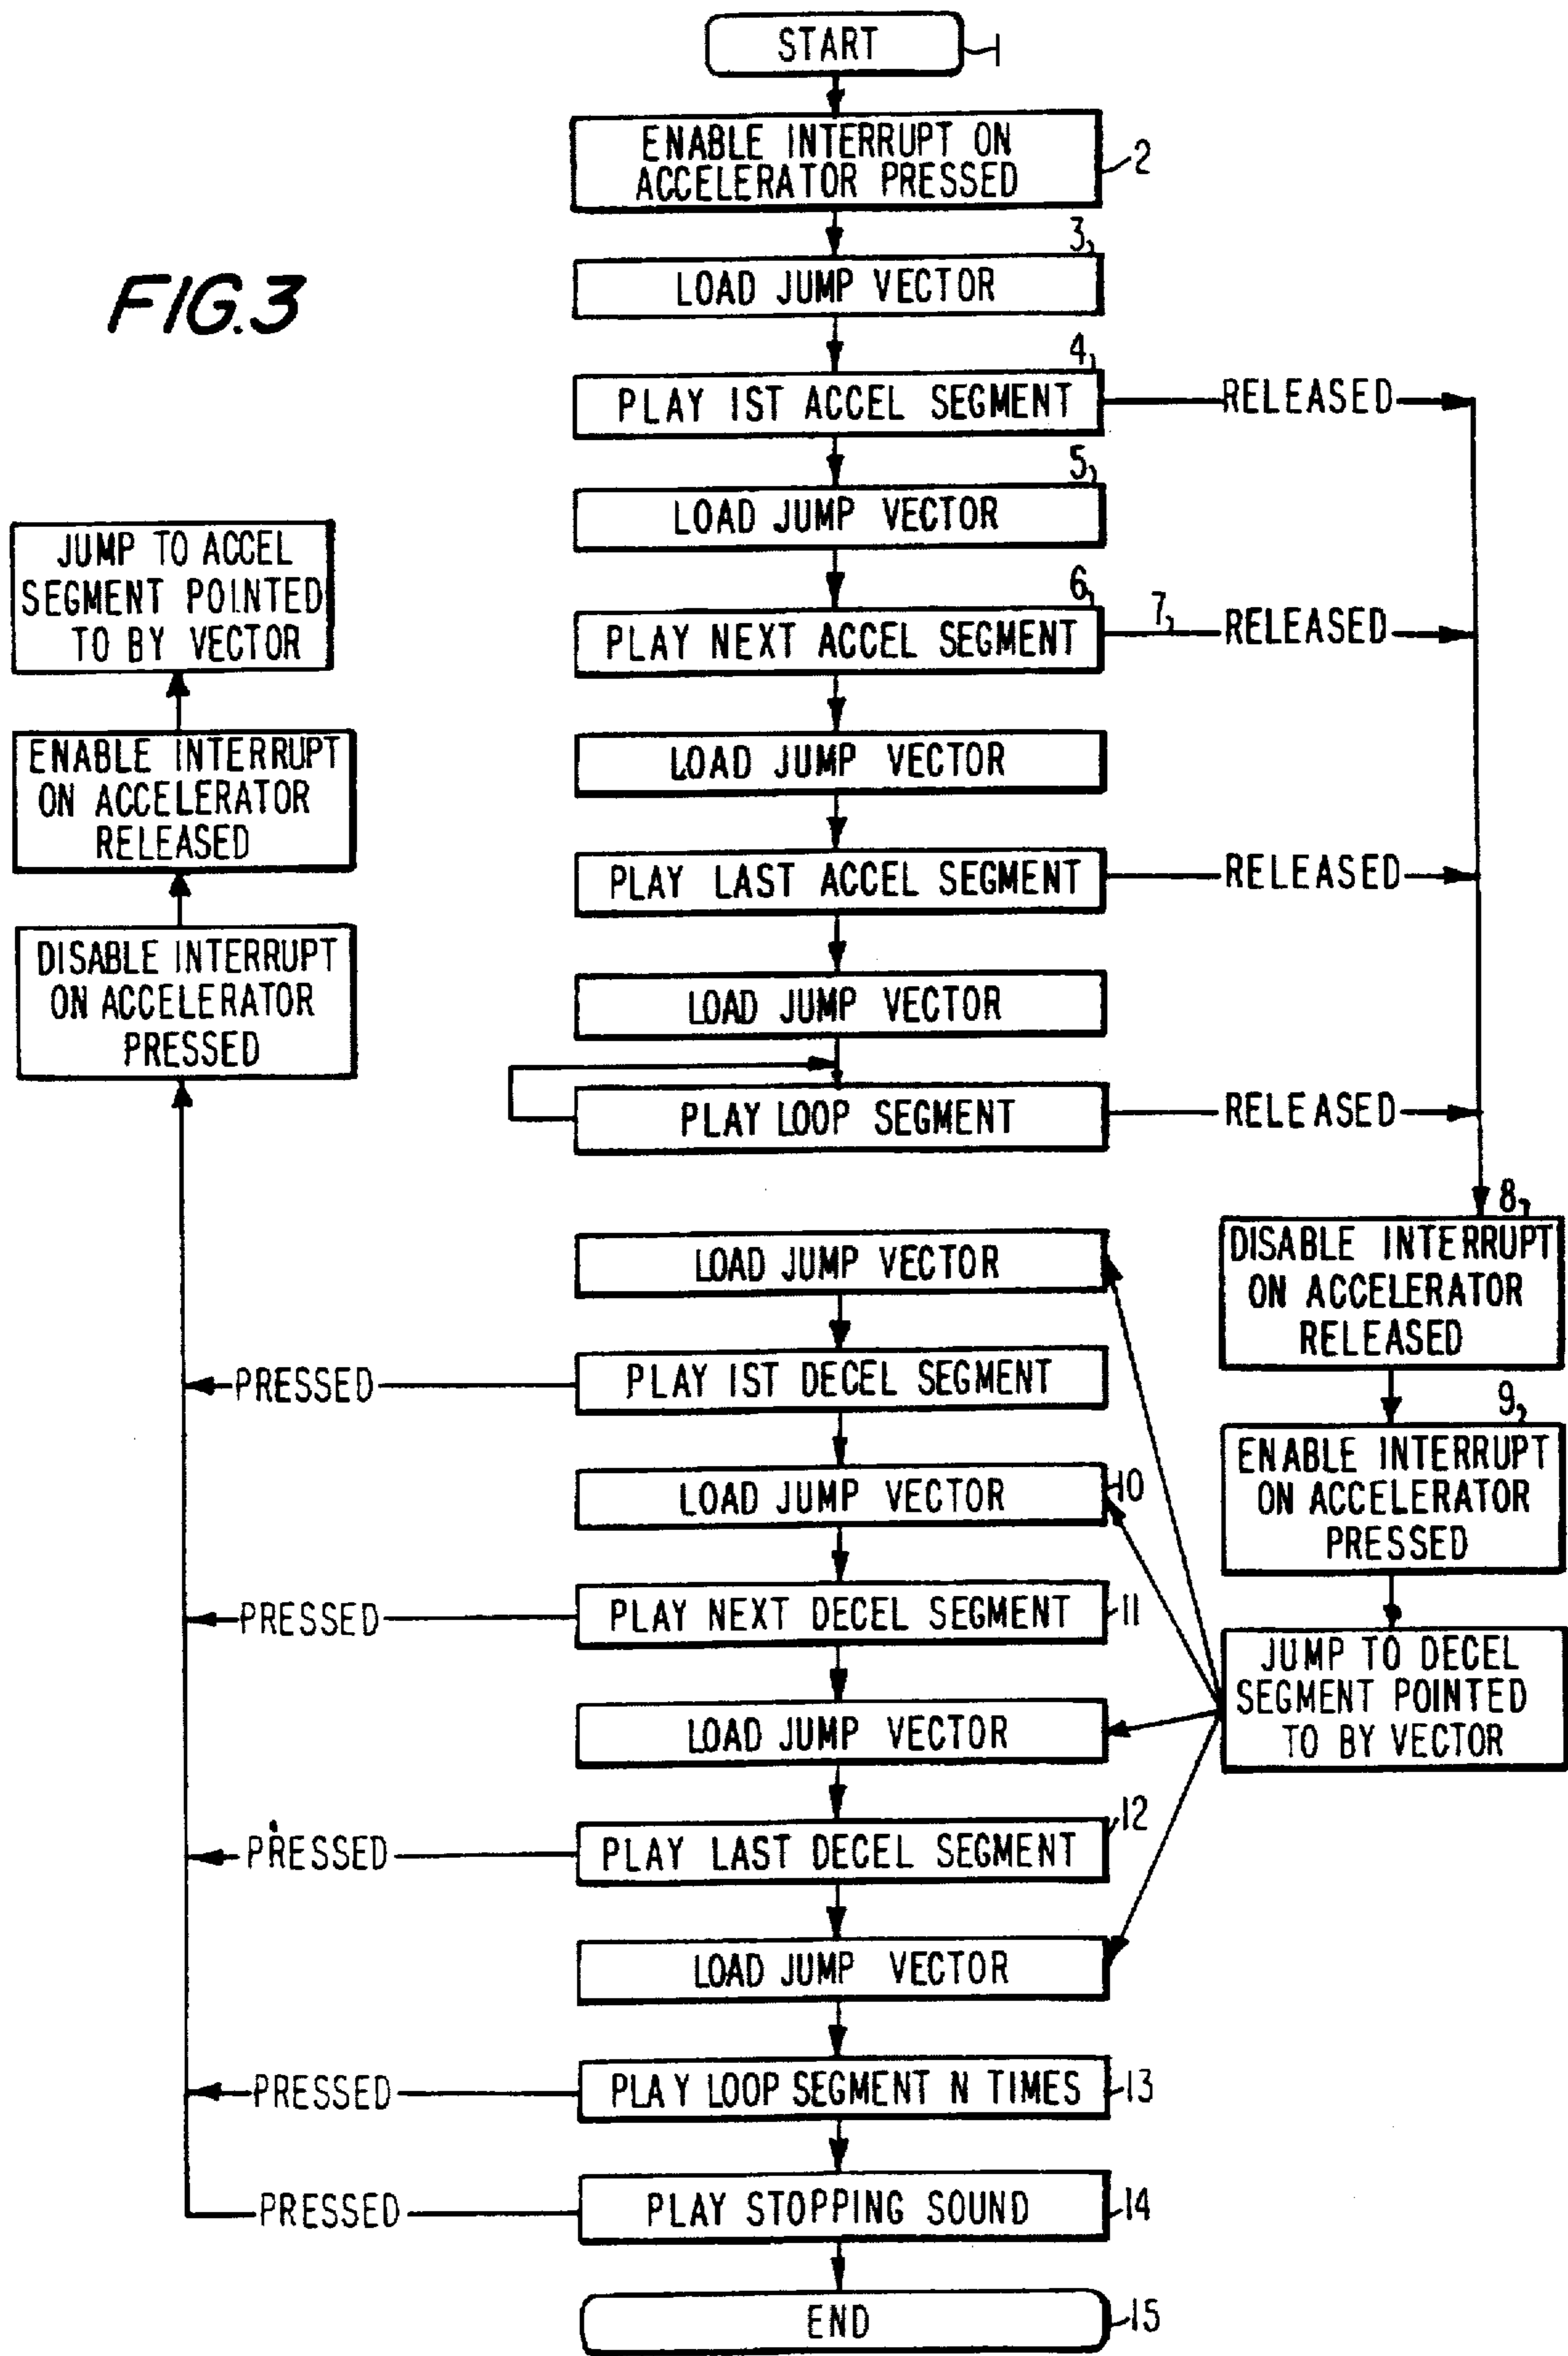 START 1
ENABLE INTERRUPT ON
ACCELERATOR PRESSED
2
FIG.3
3
LOAD JUMP VECTOR
4
PLAY 1ST ACCEL SEGMENT
RELEASED
5
LOAD JUMP VECTOR
6
PLAY NEXT ACCEL SEGMENT
7
RELEASED
LOAD JUMP VECTOR
PLAY LAST ACCEL SEGMENT
RELEASED
LOAD JUMP VECTOR
PLAY LOOP SEGMENT
RELEASED
JUMP TO ACCEL
SEGMENT POINTED
TO BY VECTOR
ENABLE INTERRUPT
ON ACCELERATOR
RELEASED
DISABLE INTERRUPT
ON ACCELERATOR
PRESSED
8
DISABLE INTERRUPT
ON ACCELERATOR
RELEASED
9
ENABLE INTERRUPT
ON ACCELERATOR
PRESSED
JUMP TO DECEL
SEGMENT POINTED
TO BY VECTOR
LOAD JUMP VECTOR
PRESSED
PLAY 1ST DECEL SEGMENT
LOAD JUMP VECTOR
10
PRESSED
PLAY NEXT DECEL SEGMENT
11
LOAD JUMP VECTOR
PRESSED
PLAY LAST DECEL SEGMENT
12
LOAD JUMP VECTOR
PRESSED
PLAY LOOP SEGMENT N TIMES
13
PRESSED
PLAY STOPPING SOUND
14
END
15